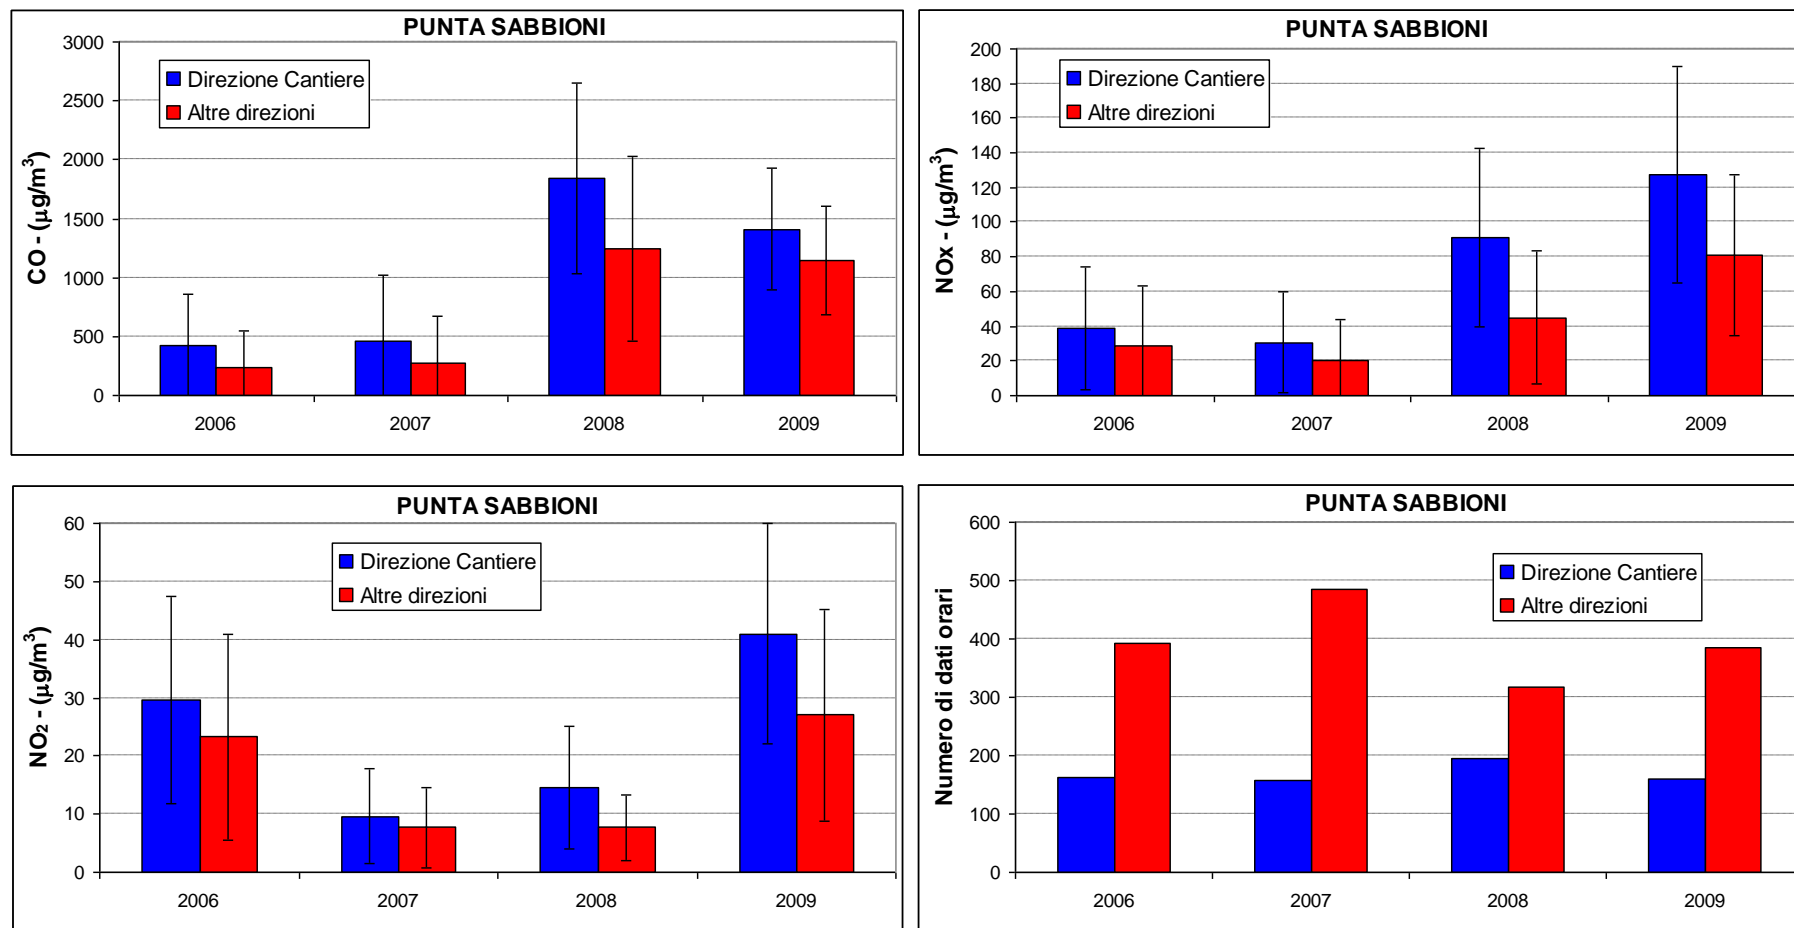 PUNTA SABBIONI
3000
2500
2000
1500
1000
500
0
CO - (µg/m³)
Direzione Cantiere
Altre direzioni
2006 2007 2008 2009
PUNTA SABBIONI
200
180
160
140
120
100
80
60
40
20
0
NOx - (µg/m³)
Direzione Cantiere
Altre direzioni
2006 2007 2008 2009
PUNTA SABBIONI
60
50
40
30
20
10
0
NO₂ - (µg/m³)
Direzione Cantiere
Altre direzioni
2006 2007 2008 2009
PUNTA SABBIONI
600
500
400
300
200
100
0
Numero di dati orari
Direzione Cantiere
Altre direzioni
2006 2007 2008 2009